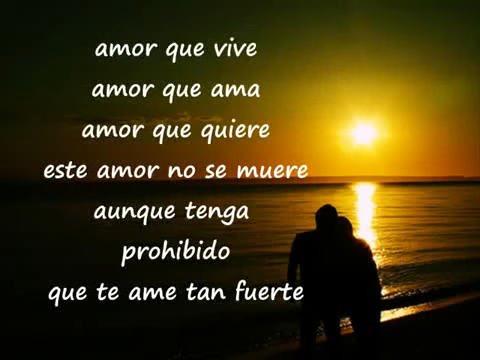 amor que vive
amor que ama
amor que quiere
este amor no se muere
aunque tenga
prohibido
que te ame tan fuerte